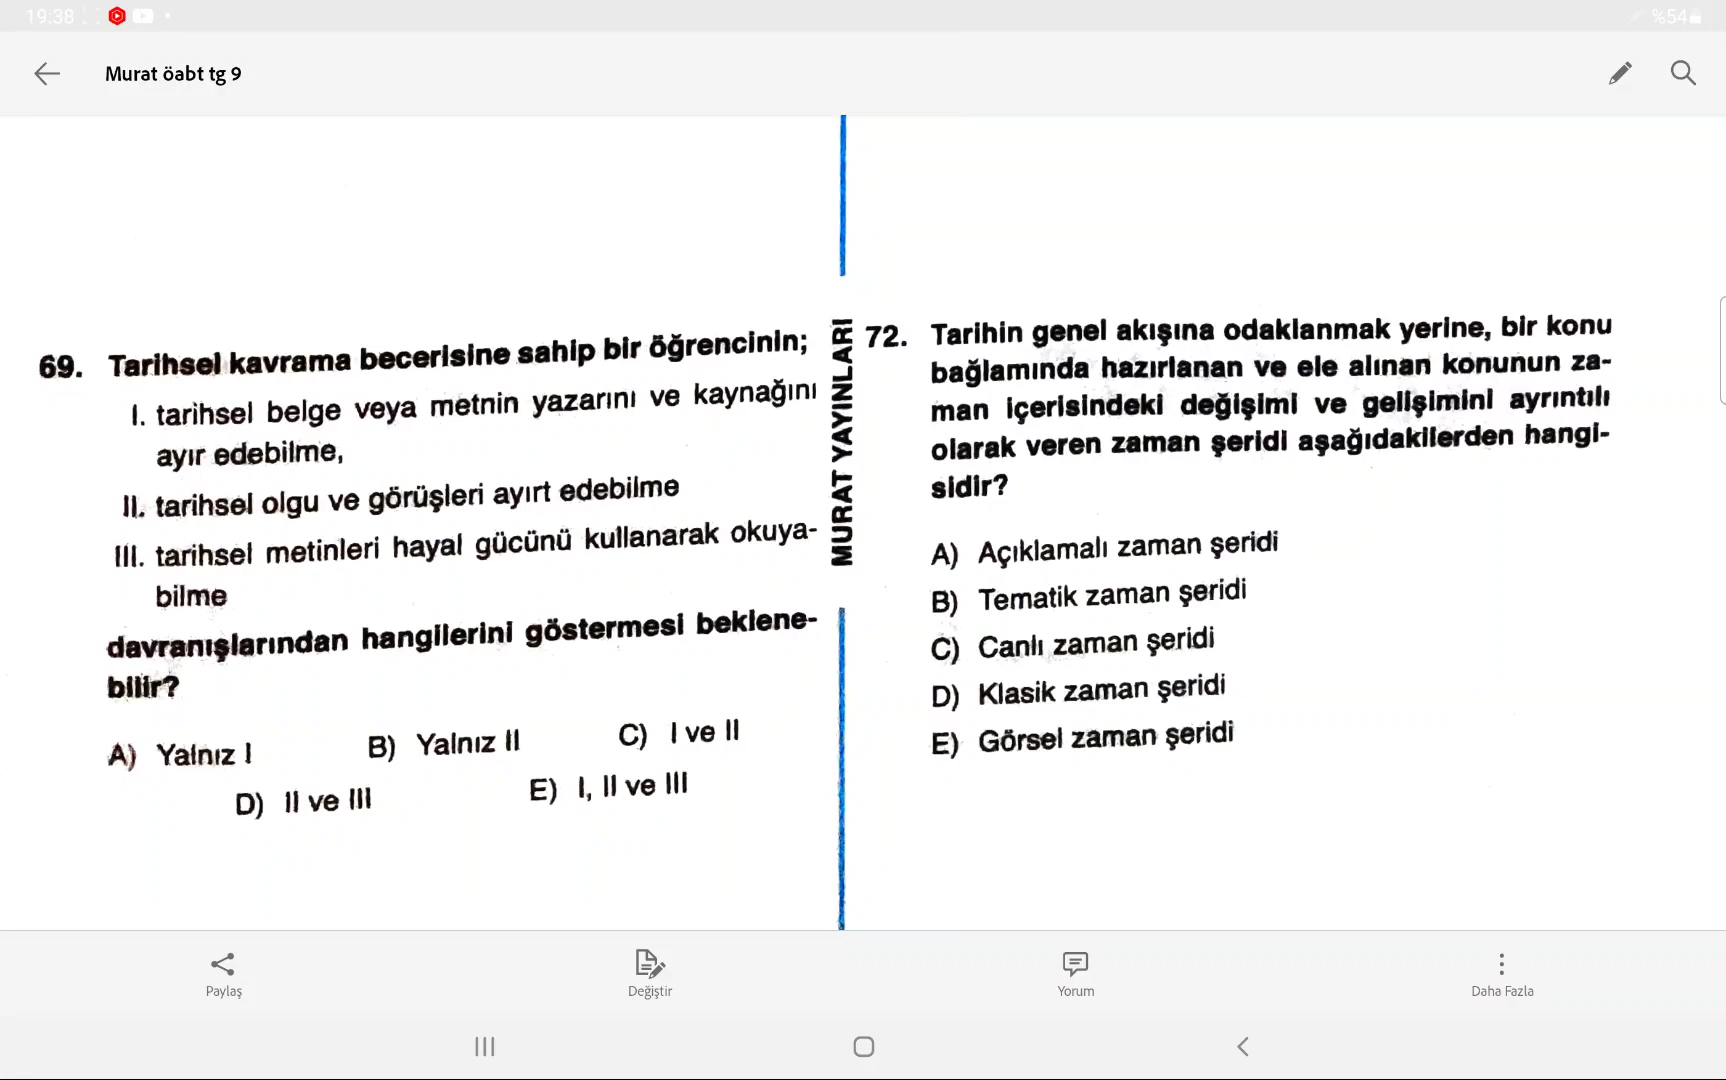 19:38
%54
Murat öabt tg 9
69. Tarihsel kavrama becerisine sahip bir öğrencinin;
I. tarihsel belge veya metnin yazarını ve kaynağını
ayır edebilme,
II. tarihsel olgu ve görüşleri ayırt edebilme
III. tarihsel metinleri hayal gücünü kullanarak okuya-
bilme
davranışlarından hangilerini göstermesi beklene-
bilir?
A) Yalnız I
B) Yalnız II
C) I ve II
D) II ve III
E) I, II ve III
MURAT YAYINLARI
72. Tarihin genel akışına odaklanmak yerine, bir konu
bağlamında hazırlanan ve ele alınan konunun za-
man içerisindeki değişimi ve gelişimini ayrıntılı
olarak veren zaman şeridi aşağıdakilerden hangi-
sidir?
A) Açıklamalı zaman şeridi
B) Tematik zaman şeridi
C) Canlı zaman şeridi
D) Klasik zaman şeridi
E) Görsel zaman şeridi
Paylaş
Değiştir
Yorum
Daha Fazla